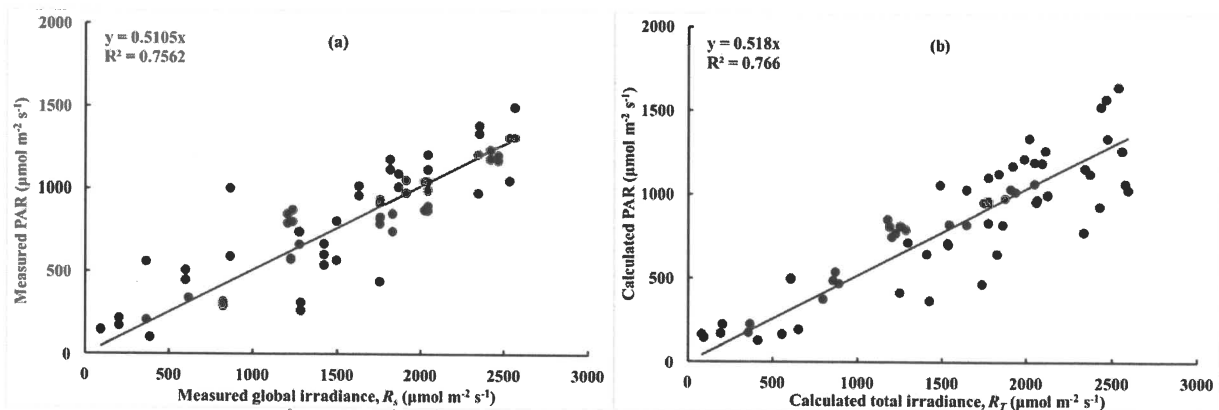 2000
y = 0.5105x
R² = 0.7562
(a)
1500
1000
500
0
Measured PAR (µmol m⁻² s⁻¹)
0 500 1000 1500 2000 2500 3000
Measured global irradiance, Rs (µmol m⁻² s⁻¹)
2000
y = 0.518x
R² = 0.766
(b)
1500
1000
500
0
Calculated PAR (µmol m⁻² s⁻¹)
0 500 1000 1500 2000 2500 3000
Calculated total irradiance, RT (µmol m⁻² s⁻¹)